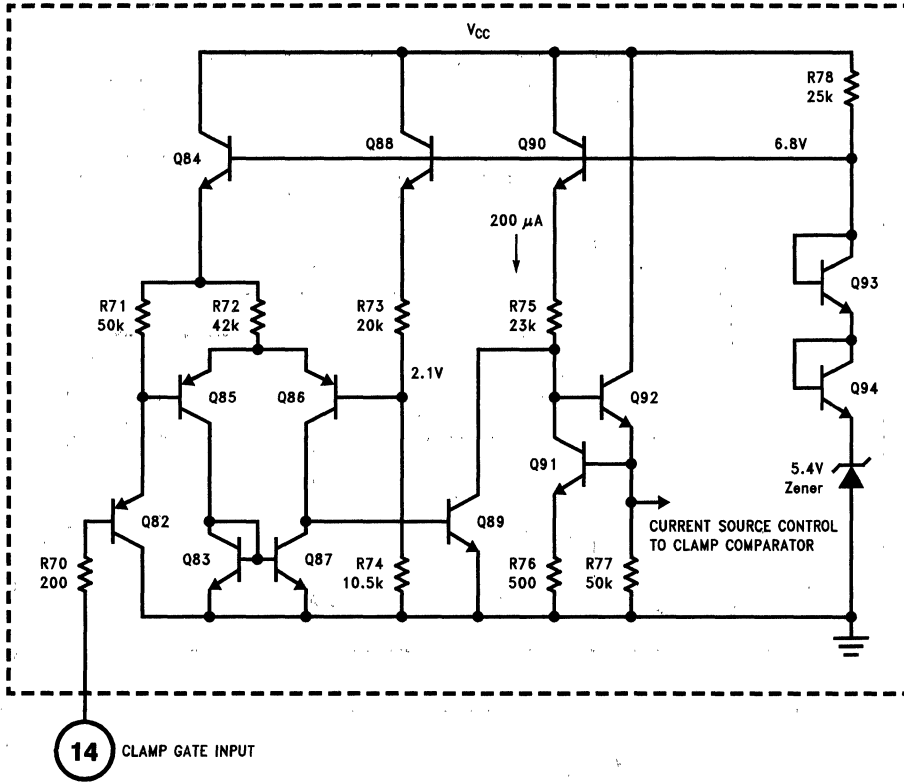 VCC
R78
25k
Q84
Q88
Q90
6.8V
200 μA
Q93
R71
50k
R72
42k
R73
20k
R75
23k
2.1V
Q85
Q86
Q92
Q94
Q91
5.4V
Zener
Q82
Q89
CURRENT SOURCE CONTROL
TO CLAMP COMPARATOR
R70
200
Q83
Q87
R74
10.5k
R76
500
R77
50k
14 CLAMP GATE INPUT